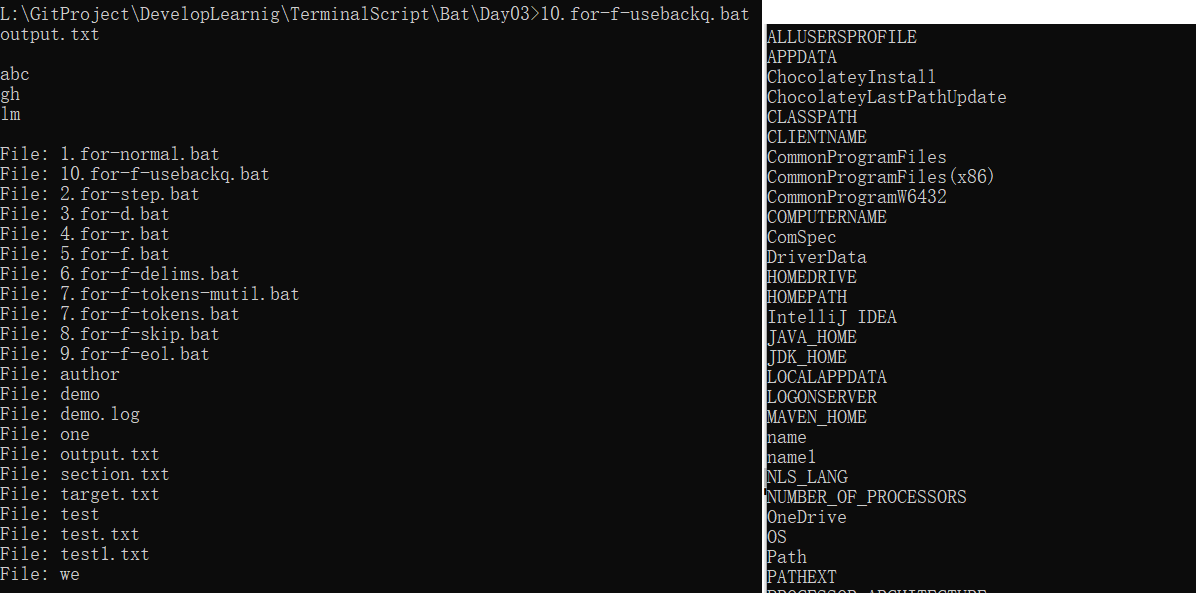 L:\GitProject\DevelopLearnig\TerminalScript\Bat\Day03>10.for-f-usebackq.bat
output.txt
abc
gh
lm
File: 1.for-normal.bat
File: 10.for-f-usebackq.bat
File: 2.for-step.bat
File: 3.for-d.bat
File: 4.for-r.bat
File: 5.for-f.bat
File: 6.for-f-delims.bat
File: 7.for-f-tokens-mutil.bat
File: 7.for-f-tokens.bat
File: 8.for-f-skip.bat
File: 9.for-f-eol.bat
File: author
File: demo
File: demo.log
File: one
File: output.txt
File: section.txt
File: target.txt
File: test
File: test.txt
File: test1.txt
File: we
ALLUSERSPROFILE
APPDATA
ChocolateyInstall
ChocolateyLastPathUpdate
CLASSPATH
CLIENTNAME
CommonProgramFiles
CommonProgramFiles(x86)
CommonProgramW6432
COMPUTERNAME
ComSpec
DriverData
HOMEDRIVE
HOMEPATH
IntelliJ IDEA
JAVA_HOME
JDK_HOME
LOCALAPPDATA
LOGONSERVER
MAVEN_HOME
name
name1
NLS_LANG
NUMBER_OF_PROCESSORS
OneDrive
OS
Path
PATHEXT
PROCESSOR_ARCHITECTURE